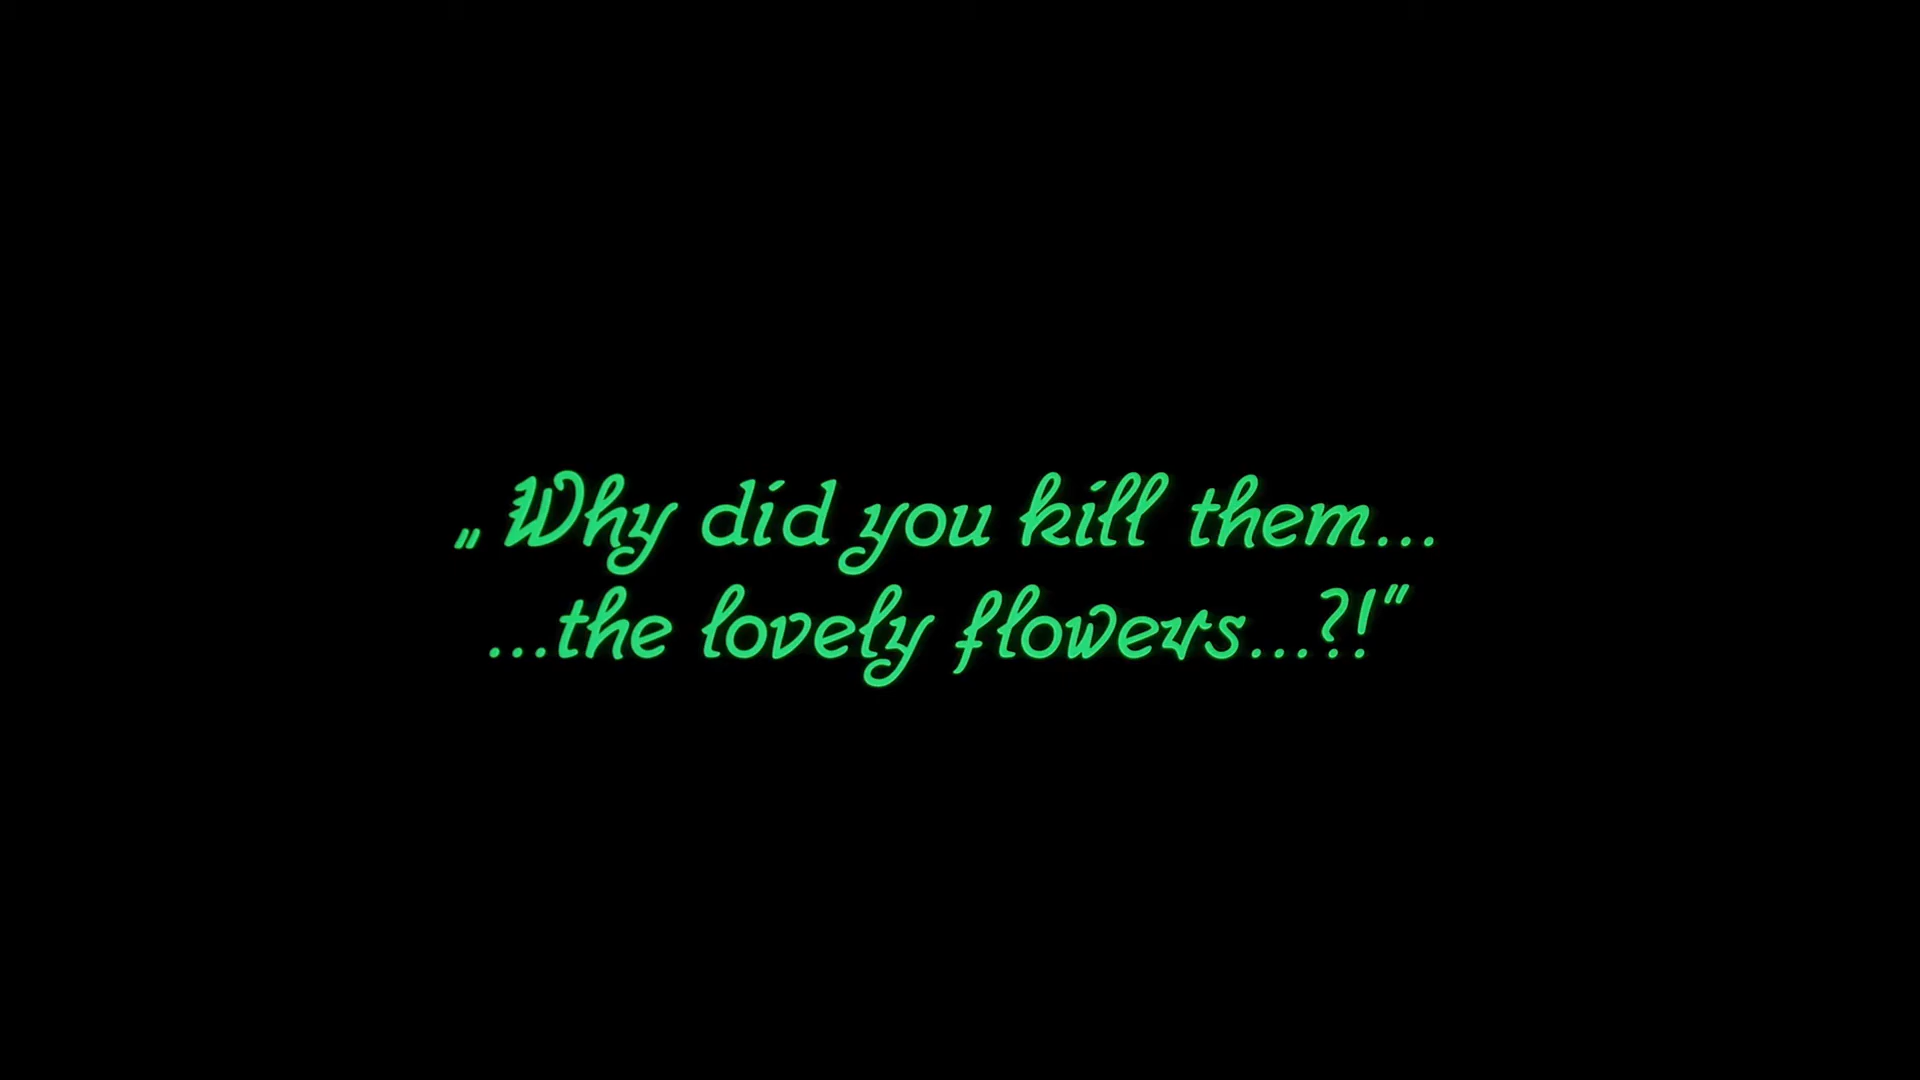 „Why did you kill them...
...the lovely flowers...?!"